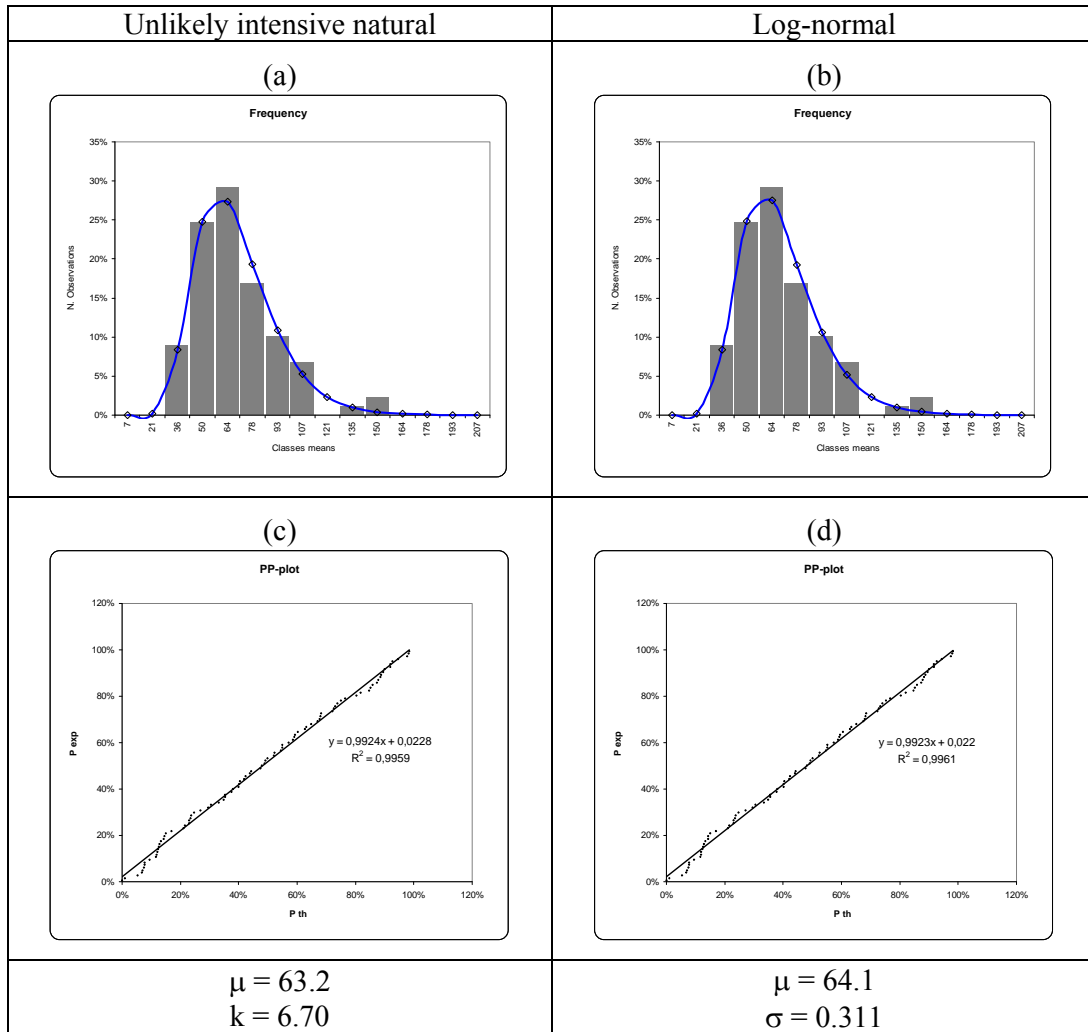 Unlikely intensive natural
Log-normal
(a)
Frequency
35%
30%
25%
20%
15%
10%
5%
0%
N. Observations
7 21 36 50 64 78 93 107 121 135 150 164 178 193 207
Classes means
(b)
Frequency
35%
30%
25%
20%
15%
10%
5%
0%
N. Observations
7 21 36 50 64 78 93 107 121 135 150 164 178 193 207
Classes means
(c)
PP-plot
120%
100%
80%
60%
40%
20%
0%
P exp
y = 0,9924x + 0,0228
R² = 0,9959
0% 20% 40% 60% 80% 100% 120%
P th
(d)
PP-plot
120%
100%
80%
60%
40%
20%
0%
P exp
y = 0,9923x + 0,022
R² = 0,9961
0% 20% 40% 60% 80% 100% 120%
P th
μ = 63.2
k = 6.70
μ = 64.1
σ = 0.311